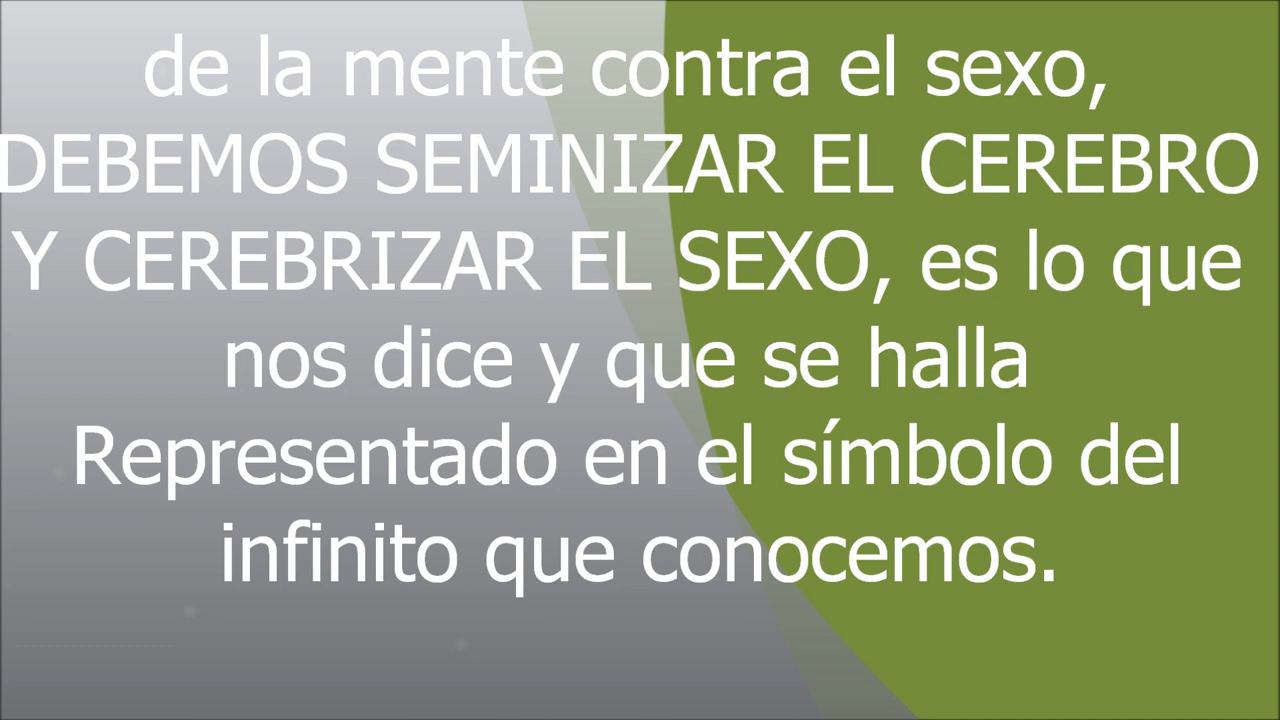 de la mente contra el sexo,
DEBEMOS SEMINIZAR EL CEREBRO
Y CEREBRIZAR EL SEXO, es lo que
nos dice y que se halla
Representado en el símbolo del
infinito que conocemos.